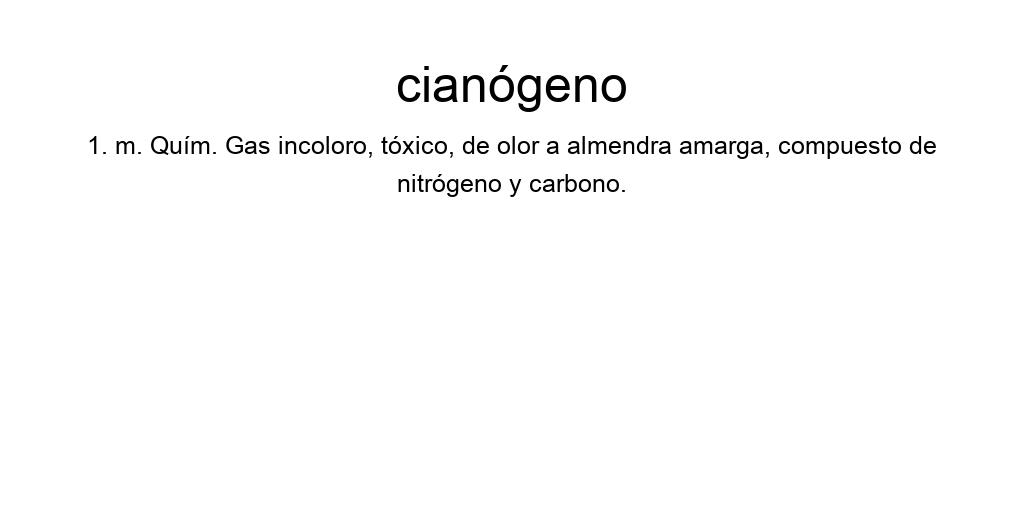 cianógeno
1. m. Quím. Gas incoloro, tóxico, de olor a almendra amarga, compuesto de
nitrógeno y carbono.